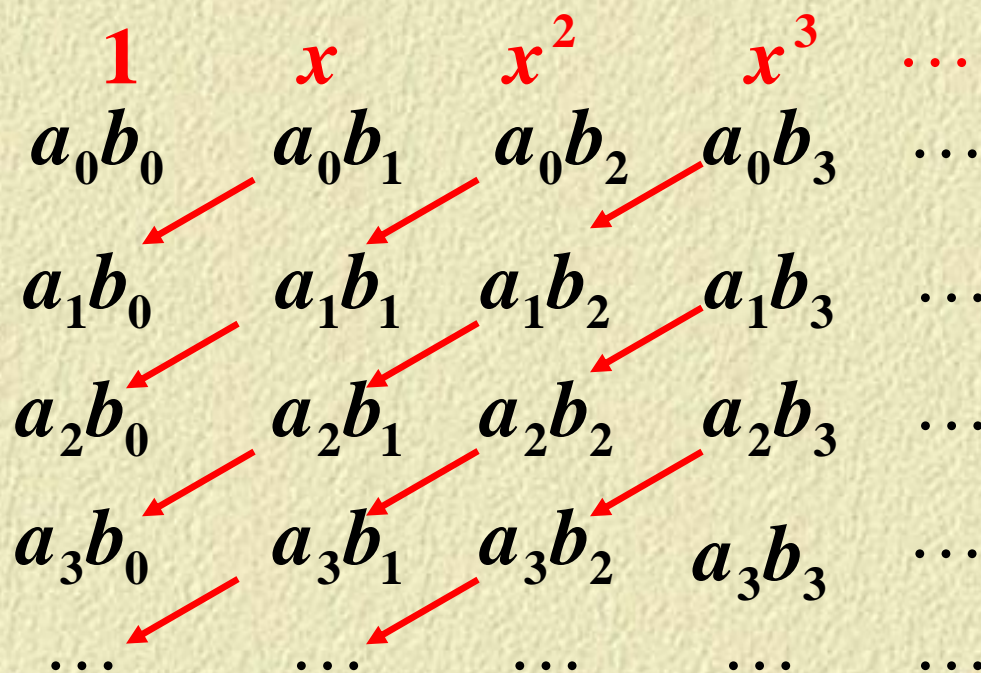 1 x x² x³ ⋯
a₀b₀ a₀b₁ a₀b₂ a₀b₃ ⋯
a₁b₀ a₁b₁ a₁b₂ a₁b₃ ⋯
a₂b₀ a₂b₁ a₂b₂ a₂b₃ ⋯
a₃b₀ a₃b₁ a₃b₂ a₃b₃ ⋯
⋯ ⋯ ⋯ ⋯ ⋯